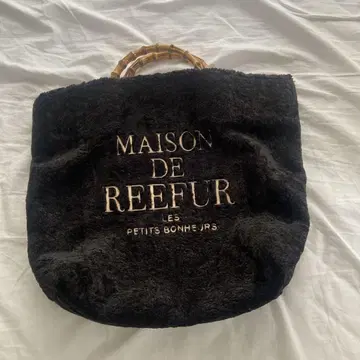 MAISON
DE
REEFUR
LES
PETITS BONHEURS